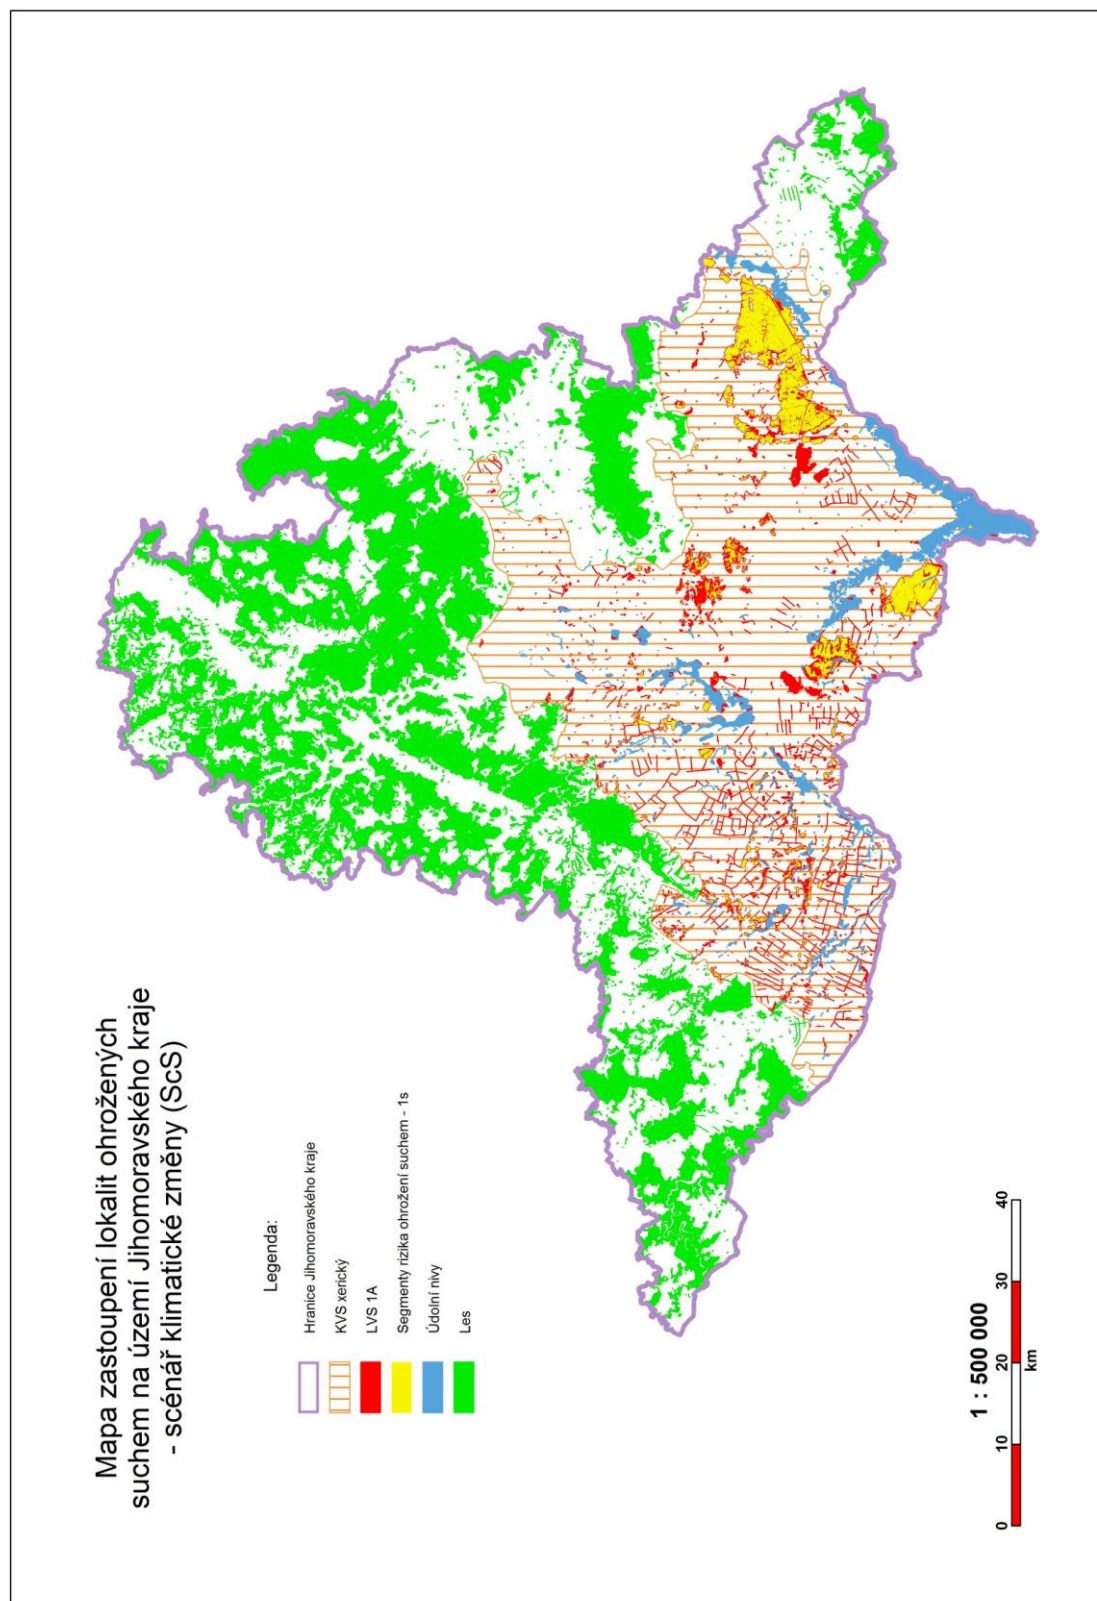 Mapa zastoupení lokalit ohrožených
suchem na území Jihomoravského kraje
- scénář klimatické změny (ScS)
Legenda:
Hranice Jihomoravského kraje
KVS xerický
LVS 1A
Segmenty rizika ohrožení suchem - 1s
Údolní nivy
Les
1 : 500 000
0 10 20 30 40
km